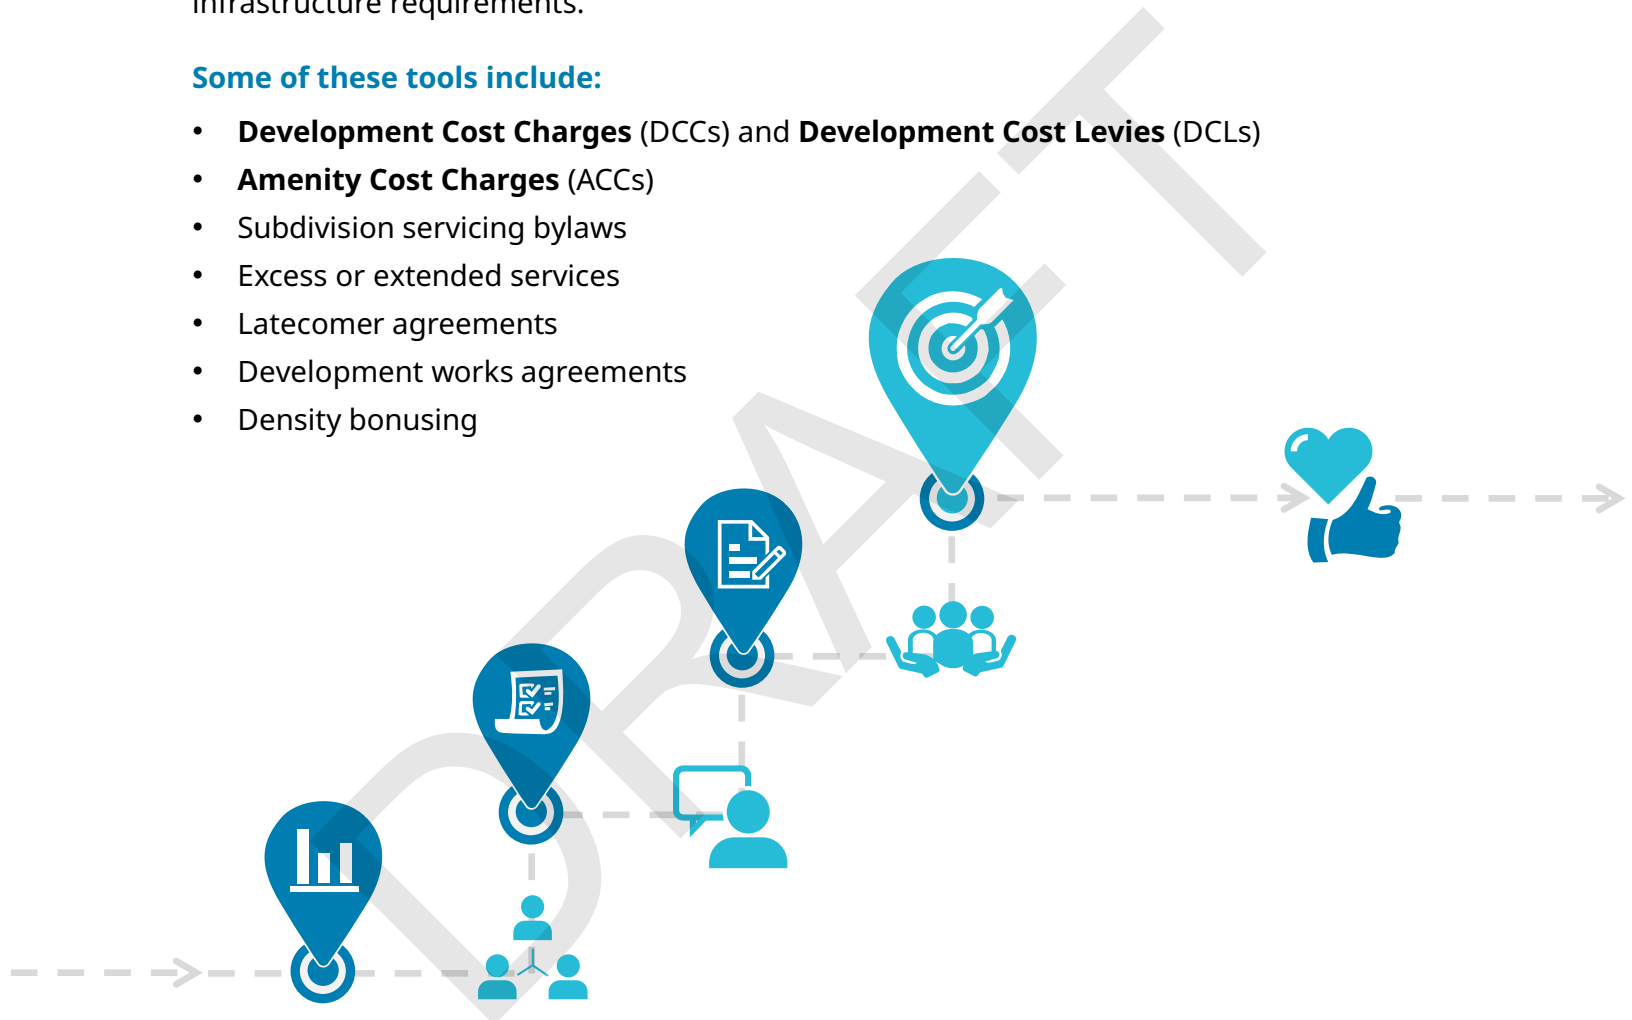 infrastructure requirements.
Some of these tools include:
• Development Cost Charges (DCCs) and Development Cost Levies (DCLs)
• Amenity Cost Charges (ACCs)
• Subdivision servicing bylaws
• Excess or extended services
• Latecomer agreements
• Development works agreements
• Density bonusing
DRAFT